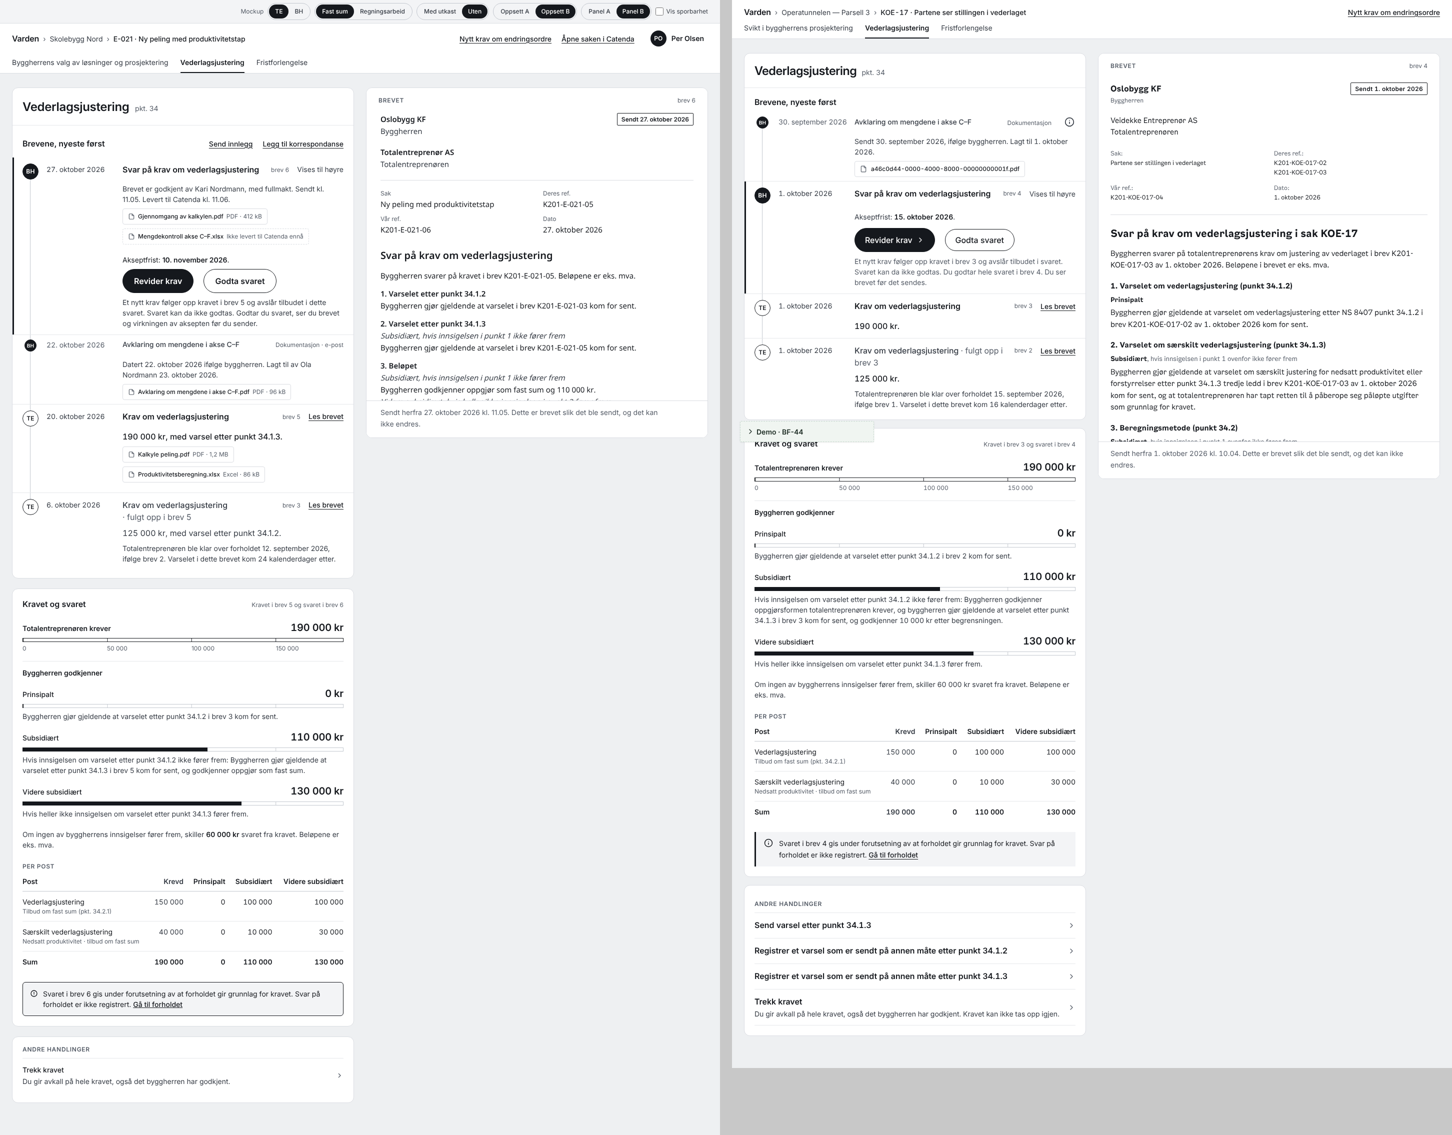 Mockup TE BH Fast sum Regningsarbeid Med utkast Uten Oppsett A Oppsett B Panel A Panel B Vis sporbarhet
Varden › Skolebygg Nord › E-021 · Ny peling med produktivitetstap
Nytt krav om endringsordre Åpne saken i Catenda PO Per Olsen
Byggherrens valg av løsninger og prosjektering Vederlagsjustering Fristforlengelse
Vederlagsjustering pkt. 34
Brevene, nyeste først Send innlegg Legg til korrespondanse
BH 27. oktober 2026 Svar på krav om vederlagsjustering brev 6 Vises til høyre
Brevet er godkjent av Kari Nordmann, med fullmakt. Sendt kl.
11.05. Levert til Catenda kl. 11.06.
Gjennomgang av kalkylen.pdf PDF · 412 kB
Mengdekontroll akse C–F.xlsx Ikke levert til Catenda ennå
Akseptfrist: 10. november 2026.
Revider krav Godta svaret
Et nytt krav følger opp kravet i brev 5 og avslår tilbudet i dette
svaret. Svaret kan ikke godtas. Godtar du svaret, ser du brevet
og virkningen av aksepten før du sender.
BH 22. oktober 2026 Avklaring om mengdene i akse C–F Dokumentasjon · e-post
Datert 22. oktober 2026 ifølge byggherren. Lagt til av Ola
Nordmann 23. oktober 2026.
Avklaring om mengdene i akse C–F.pdf PDF · 96 kB
TE 20. oktober 2026 Krav om vederlagsjustering brev 5 Les brevet
190 000 kr, med varsel etter punkt 34.1.3.
Kalkyle peling.pdf PDF · 1,2 MB
Produktivitetsberegning.xlsx Excel · 86 kB
TE 6. oktober 2026 Krav om vederlagsjustering brev 3 Les brevet
· fulgt opp i brev 5
125 000 kr, med varsel etter punkt 34.1.2.
Totalentreprenøren ble klar over forholdet 12. september 2026,
ifølge brev 2. Varselet i dette brevet kom 24 kalenderdager etter.
Kravet og svaret Kravet i brev 5 og svaret i brev 6
Totalentreprenøren krever 190 000 kr
0 50 000 100 000 150 000
Byggherren godkjenner
Prinsipalt 0 kr
Byggherren gjør gjeldende at varselet etter punkt 34.1.2 i brev 3 kom for sent.
Subsidiært 110 000 kr
Hvis innsigelsen om varselet etter punkt 34.1.2 ikke fører frem: Byggherren gjør gjeldende at
varselet etter punkt 34.1.3 i brev 5 kom for sent, og godkjenner oppgjør som fast sum.
Videre subsidiært 130 000 kr
Hvis heller ikke innsigelsen om varselet etter punkt 34.1.3 fører frem.
Om ingen av byggherrens innsigelser fører frem, skiller 60 000 kr svaret fra kravet. Beløpene er
eks. mva.
PER POST
Post Krevd Prinsipalt Subsidiært Videre subsidiært
Vederlagsjustering 150 000 0 100 000 100 000
Tilbud om fast sum (pkt. 34.2.1)
Særskilt vederlagsjustering 40 000 0 10 000 30 000
Nedsatt produktivitet · tilbud om fast sum
Sum 190 000 0 110 000 130 000
Svaret i brev 6 gis under forutsetning av at forholdet gir grunnlag for kravet. Svar på
forholdet er ikke registrert. Gå til forholdet
ANDRE HANDLINGER
Trekk kravet
Du gir avkall på hele kravet, også det byggherren har godkjent.
BREVET brev 6
Oslobygg KF Sendt 27. oktober 2026
Byggherren
Totalentreprenør AS
Totalentreprenøren
Sak Deres ref.
Ny peling med produktivitetstap K201-E-021-05
Vår ref. Dato
K201-E-021-06 27. oktober 2026
Svar på krav om vederlagsjustering
Byggherren svarer på kravet i brev K201-E-021-05. Beløpene er eks. mva.
1. Varselet etter punkt 34.1.2
Byggherren gjør gjeldende at varselet i brev K201-E-021-03 kom for sent.
2. Varselet etter punkt 34.1.3
Subsidiært, hvis innsigelsen i punkt 1 ikke fører frem
Byggherren gjør gjeldende at varselet i brev K201-E-021-05 kom for sent.
3. Beløpet
Subsidiært, hvis innsigelsen i punkt 1 ikke fører frem
Byggherren godkjenner oppgjør som fast sum og 110 000 kr.
Sendt herfra 27. oktober 2026 kl. 11.05. Dette er brevet slik det ble sendt, og det kan
ikke endres.
Varden › Operatunnelen — Parsell 3 › KOE-17 · Partene ser stillingen i vederlaget
Nytt krav om endringsordre
Svikt i byggherrens prosjektering Vederlagsjustering Fristforlengelse
Vederlagsjustering pkt. 34
Brevene, nyeste først
BH 30. september 2026 Avklaring om mengdene i akse C–F Dokumentasjon
Sendt 30. september 2026, ifølge byggherren. Lagt til 1. oktober
2026.
a46c0d44-0000-4000-8000-00000000001f.pdf
BH 1. oktober 2026 Svar på krav om vederlagsjustering brev 4 Vises til høyre
Akseptfrist: 15. oktober 2026.
Revider krav Godta svaret
Et nytt krav følger opp kravet i brev 3 og avslår tilbudet i svaret.
Svaret kan da ikke godtas. Du godtar hele svaret i brev 4. Du ser
brevet før det sendes.
TE 1. oktober 2026 Krav om vederlagsjustering brev 3 Les brevet
190 000 kr.
TE 1. oktober 2026 Krav om vederlagsjustering · fulgt opp i brev 2 Les brevet
brev 3
125 000 kr.
Totalentreprenøren ble klar over forholdet 15. september 2026,
ifølge brev 1. Varselet i dette brevet kom 16 kalenderdager etter.
Demo · BF-44
Kravet og svaret Kravet i brev 3 og svaret i brev 4
Totalentreprenøren krever 190 000 kr
0 50 000 100 000 150 000
Byggherren godkjenner
Prinsipalt 0 kr
Byggherren gjør gjeldende at varselet etter punkt 34.1.2 i brev 2 kom for sent.
Subsidiært 110 000 kr
Hvis innsigelsen om varselet etter punkt 34.1.2 ikke fører frem: Byggherren godkjenner
oppgjørsformen totalentreprenøren krever, og byggherren gjør gjeldende at varselet etter punkt
34.1.3 i brev 3 kom for sent, og godkjenner 10 000 kr etter begrensningen.
Videre subsidiært 130 000 kr
Hvis heller ikke innsigelsen om varselet etter punkt 34.1.3 fører frem.
Om ingen av byggherrens innsigelser fører frem, skiller 60 000 kr svaret fra kravet. Beløpene er
eks. mva.
PER POST
Post Krevd Prinsipalt Subsidiært Videre subsidiært
Vederlagsjustering 150 000 0 100 000 100 000
Tilbud om fast sum (pkt. 34.2.1)
Særskilt vederlagsjustering 40 000 0 10 000 30 000
Nedsatt produktivitet · tilbud om fast sum
Sum 190 000 0 110 000 130 000
Svaret i brev 4 gis under forutsetning av at forholdet gir grunnlag for kravet. Svar på
forholdet er ikke registrert. Gå til forholdet
ANDRE HANDLINGER
Send varsel etter punkt 34.1.3
Registrer et varsel som er sendt på annen måte etter punkt 34.1.2
Registrer et varsel som er sendt på annen måte etter punkt 34.1.3
Trekk kravet
Du gir avkall på hele kravet, også det byggherren har godkjent. Kravet kan ikke tas opp igjen.
BREVET brev 4
Oslobygg KF Sendt 1. oktober 2026
Byggherren
Veidekke Entreprenør AS
Totalentreprenøren
Sak: Deres ref.:
Partene ser stillingen i vederlaget K201-KOE-017-02
K201-KOE-017-03
Vår ref.: Dato:
K201-KOE-017-04 1. oktober 2026
Svar på krav om vederlagsjustering i sak KOE-17
Byggherren svarer på totalentreprenørens krav om vederlagsjustering i brev K201-
KOE-017-03 av 1. oktober 2026. Beløpene i brevet er eks. mva.
1. Varselet om vederlagsjustering (punkt 34.1.2)
Prinsipalt
Byggherren gjør gjeldende at varselet om vederlagsjustering etter NS 8407 punkt 34.1.2 i
brev K201-KOE-017-02 av 1. oktober 2026 kom for sent.
2. Varselet om særskilt vederlagsjustering (punkt 34.1.3)
Subsidiært, hvis innsigelsen i punkt 1 ovenfor ikke fører frem
Byggherren gjør gjeldende at varselet om særskilt vederlagsjustering for nedsatt produktivitet eller
forstyrrelser etter punkt 34.1.3 tredje ledd i brev K201-KOE-017-03 av 1. oktober 2026
kom for sent, og at totalentreprenøren har tapt retten til å påberope seg påløpte utgifter
som grunnlag for kravet.
3. Beregningsmetode (punkt 34.2)
Sendt herfra 1. oktober 2026 kl. 10.04. Dette er brevet slik det ble sendt, og det kan ikke
endres.